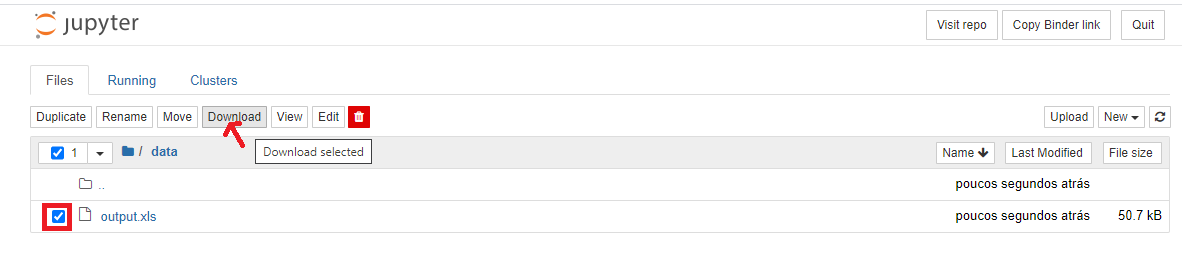 jupyter Visit repo Copy Binder link Quit
Files Running Clusters
Duplicate Rename Move Download View Edit Upload New
1 / data Download selected Name Last Modified File size
.. poucos segundos atrás
output.xls poucos segundos atrás 50.7 kB